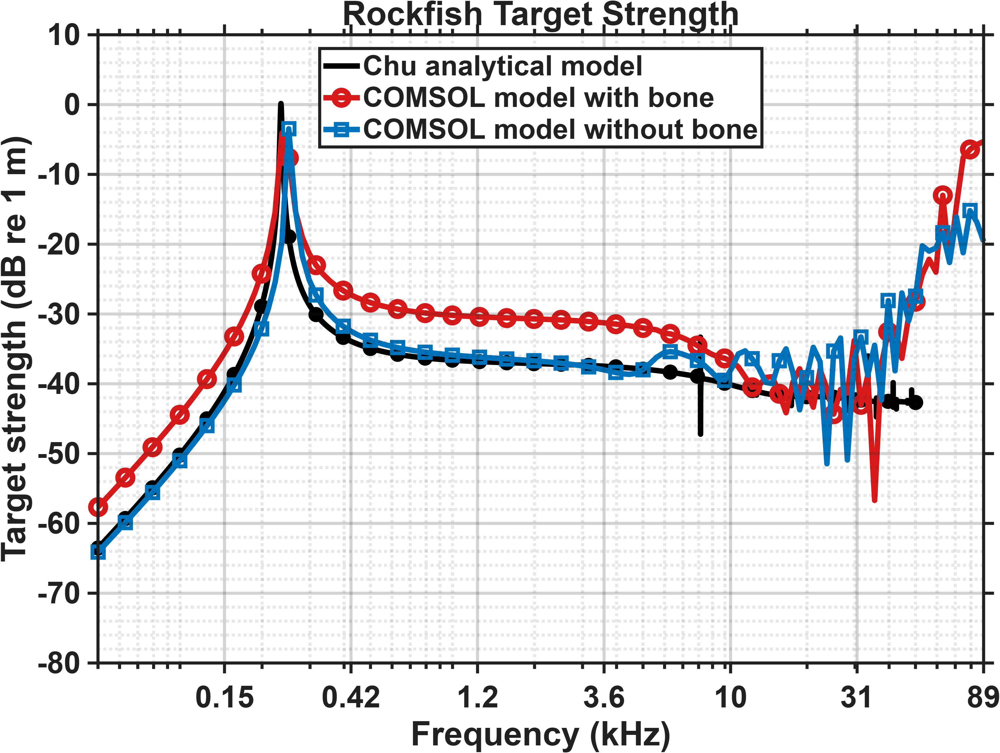 Rockfish Target Strength
Chu analytical model
COMSOL model with bone
COMSOL model without bone
Target strength (dB re 1 m)
10
0
-10
-20
-30
-40
-50
-60
-70
-80
0.15 0.42 1.2 3.6 10 31 89
Frequency (kHz)